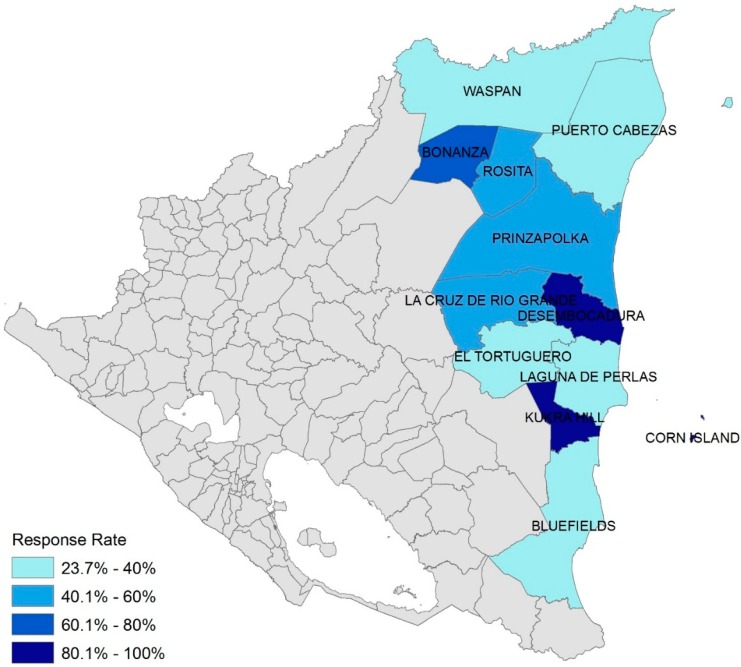 WASPAN
PUERTO CABEZAS
BONANZA
ROSITA
PRINZAPOLKA
LA CRUZ DE RIO GRANDE
DESEMBOCADURA
EL TORTUGUERO
LAGUNA DE PERLAS
KUKRA HILL
CORN ISLAND
BLUEFIELDS
Response Rate
23.7% - 40%
40.1% - 60%
60.1% - 80%
80.1% - 100%